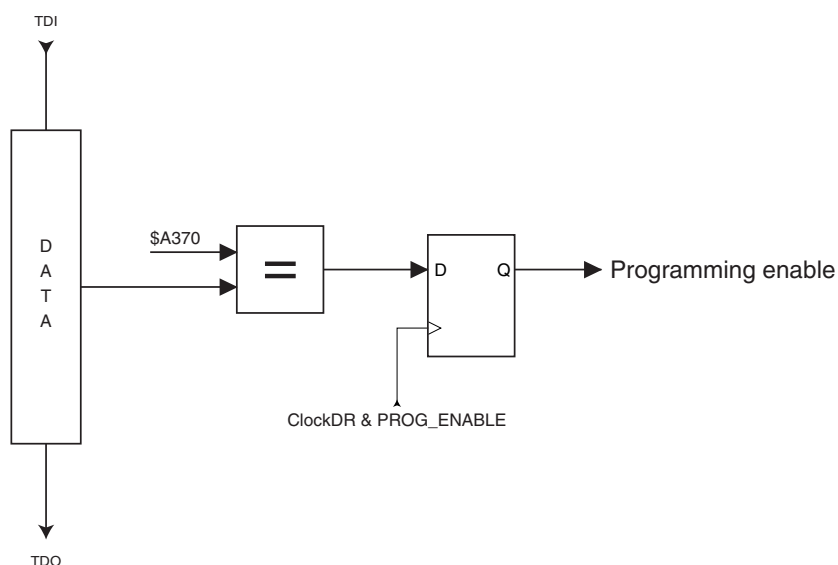 TDI
D
A
T
A
$A370
=
D
Q
Programming enable
ClockDR & PROG_ENABLE
TDO